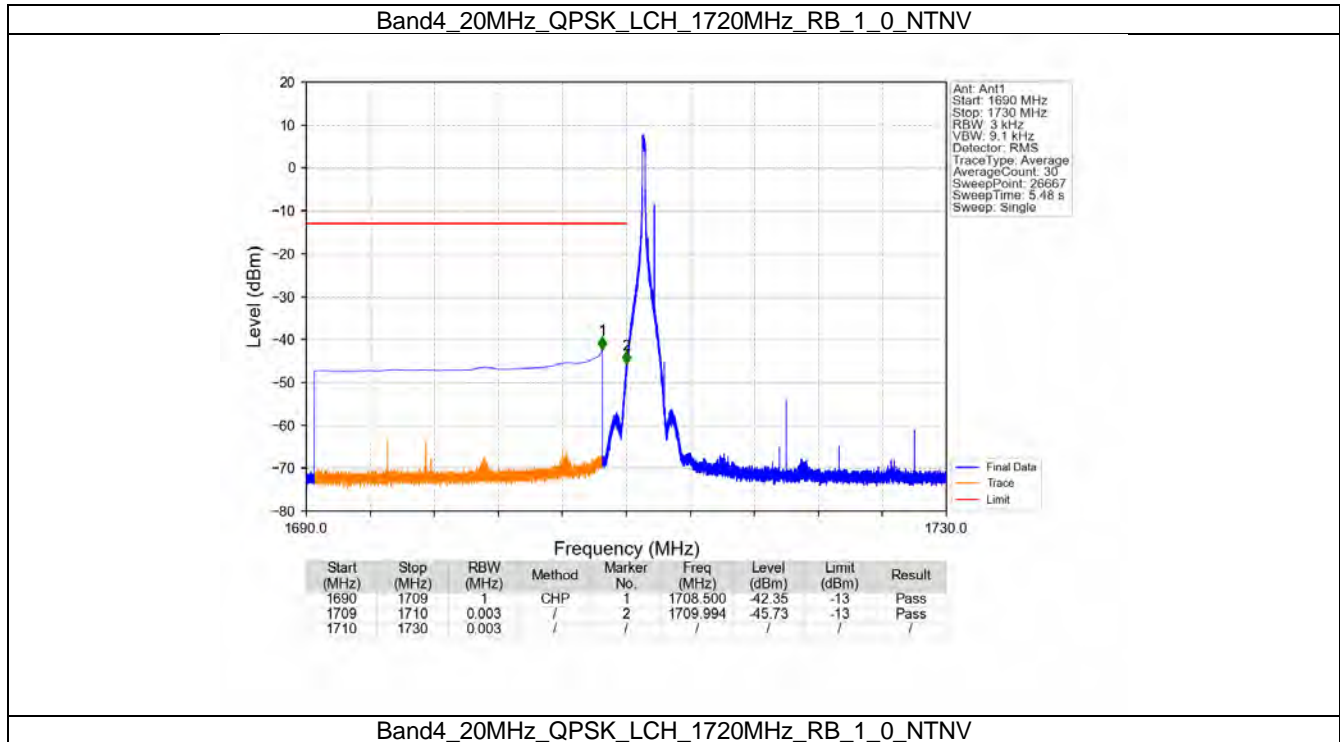 Band4_20MHz_QPSK_LCH_1720MHz_RB_1_0_NTNV
20
10
0
−10
−20
−30
−40
−50
−60
−70
−80
Level (dBm)
1
2
1690.0
1730.0
Frequency (MHz)
Ant: Ant1
Start: 1690 MHz
Stop: 1730 MHz
RBW: 3 kHz
VBW: 9.1 kHz
Detector: RMS
TraceType: Average
AverageCount: 30
SweepPoint: 26667
SweepTime: 5.48 s
Sweep: Single
Final Data
Trace
Limit
Start (MHz) Stop (MHz) RBW (MHz) Method Marker No. Freq (MHz) Level (dBm) Limit (dBm) Result
1690 1709 1 CHP 1 1708.500 -42.35 -13 Pass
1709 1710 0.003 / 2 1709.994 -45.73 -13 Pass
1710 1730 0.003 / / / / / /
Band4_20MHz_QPSK_LCH_1720MHz_RB_1_0_NTNV